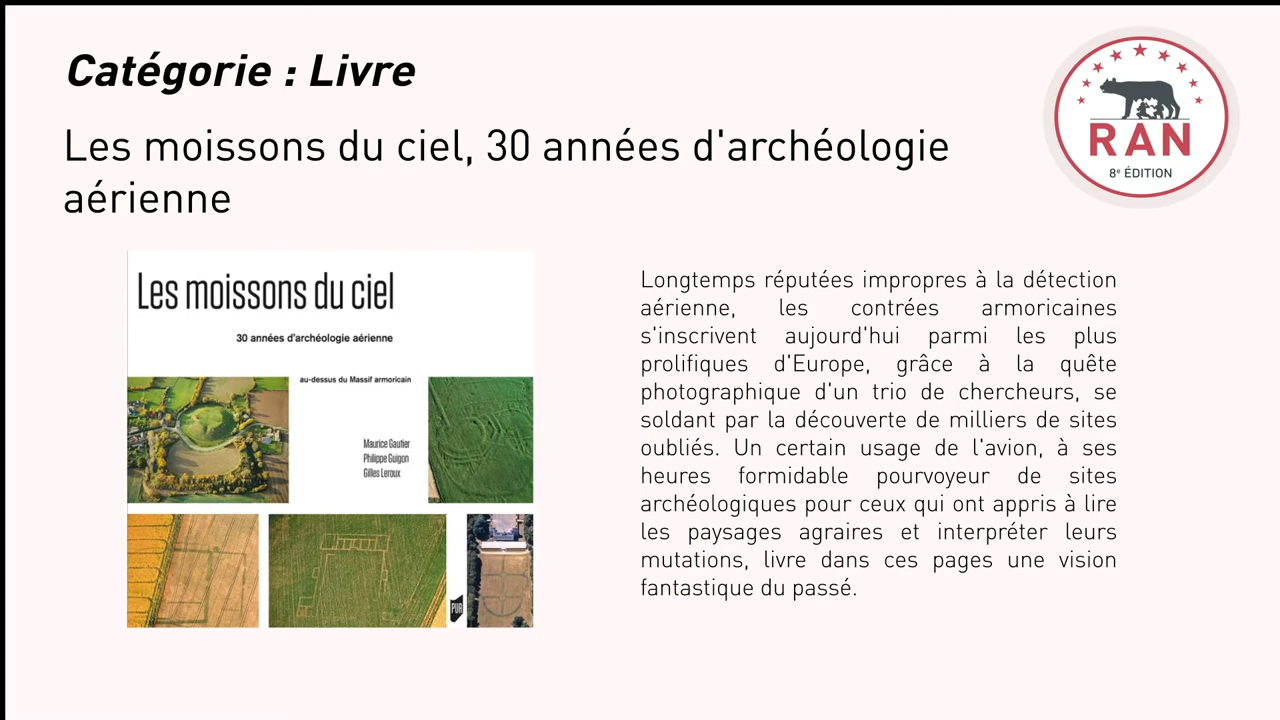 Catégorie : Livre
Les moissons du ciel, 30 années d'archéologie
aérienne
RAN
8e ÉDITION
Les moissons du ciel
30 années d'archéologie aérienne
au-dessus du Massif armoricain
Maurice Gautier
Philippe Guigon
Gilles Leroux
PUR
Longtemps réputées impropres à la détection
aérienne, les contrées armoricaines
s'inscrivent aujourd'hui parmi les plus
prolifiques d'Europe, grâce à la quête
photographique d'un trio de chercheurs, se
soldant par la découverte de milliers de sites
oubliés. Un certain usage de l'avion, à ses
heures formidable pourvoyeur de sites
archéologiques pour ceux qui ont appris à lire
les paysages agraires et interpréter leurs
mutations, livre dans ces pages une vision
fantastique du passé.